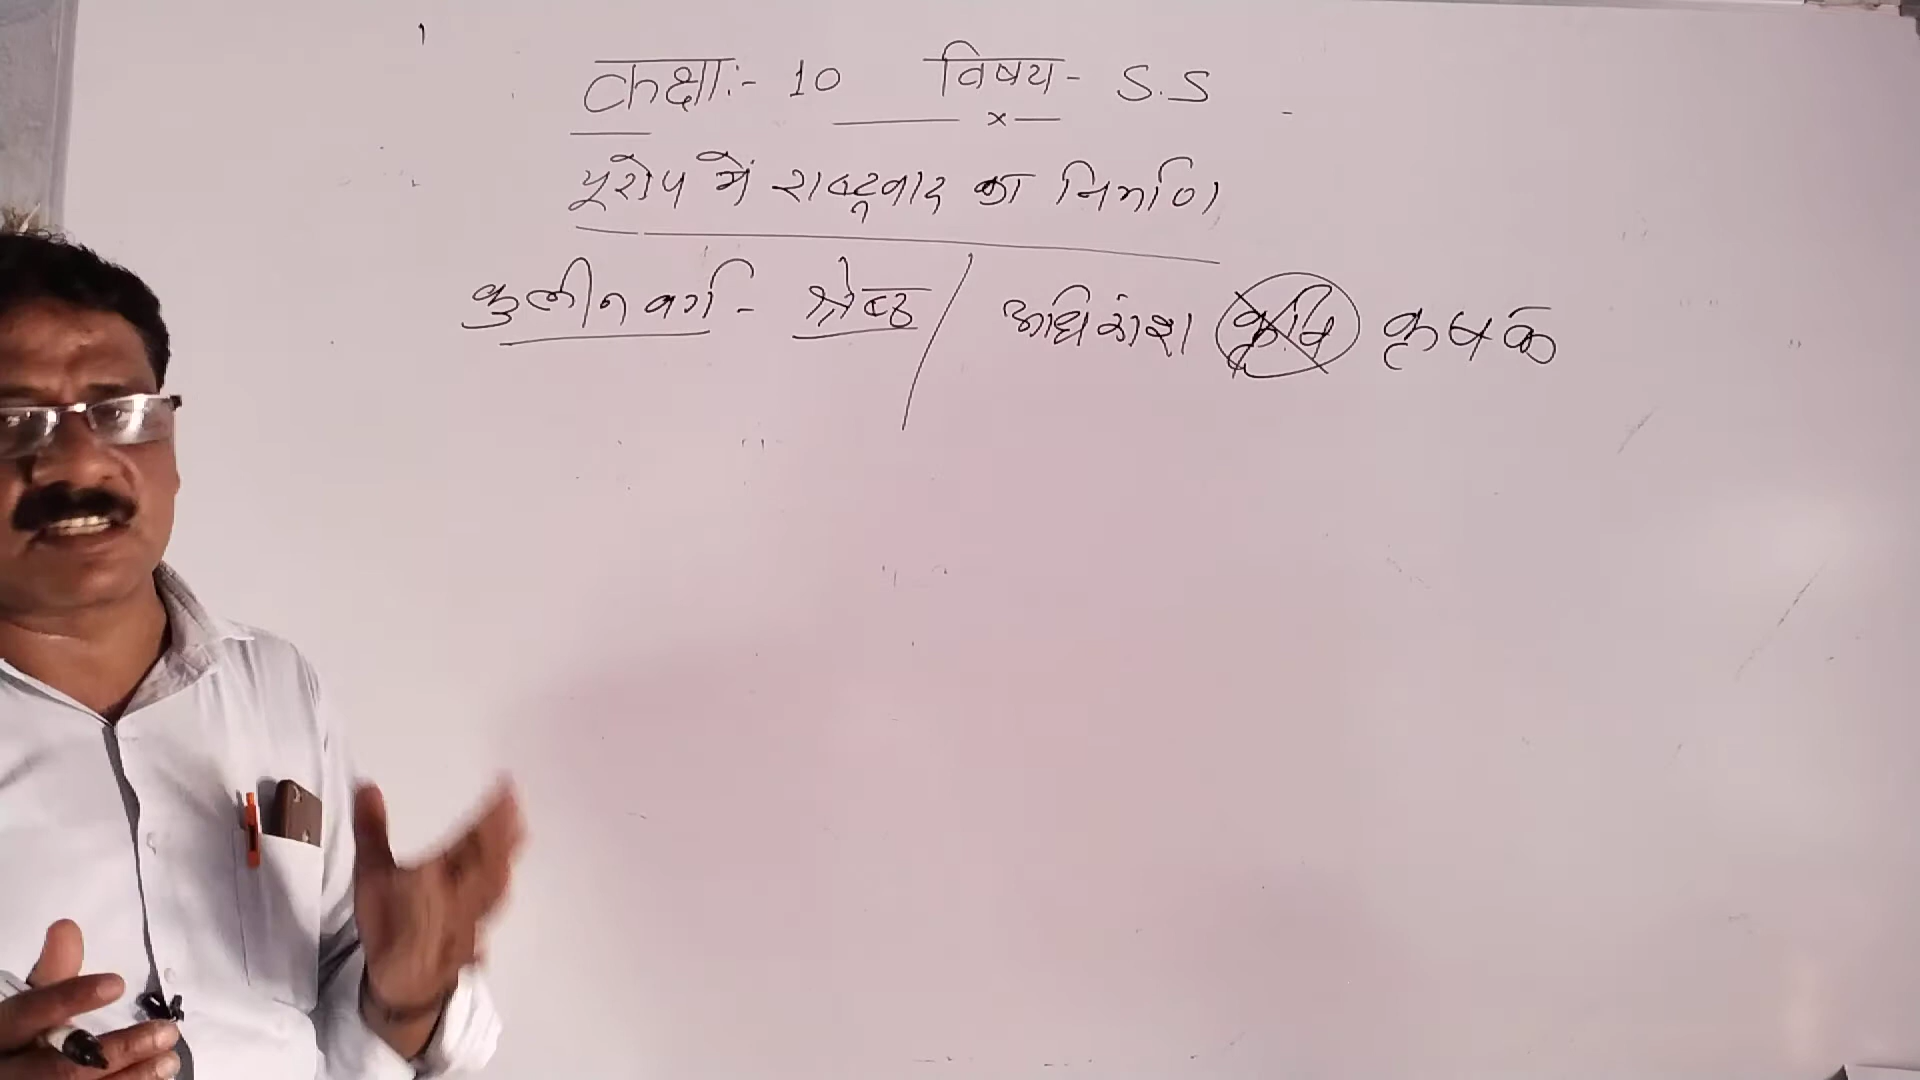 कक्षा:- 10 विषय- S.S
यूरोप में राष्ट्रवाद का निर्माण
कुलीन वर्ग - श्रेष्ठ / अधिकांश कृषि कृषक